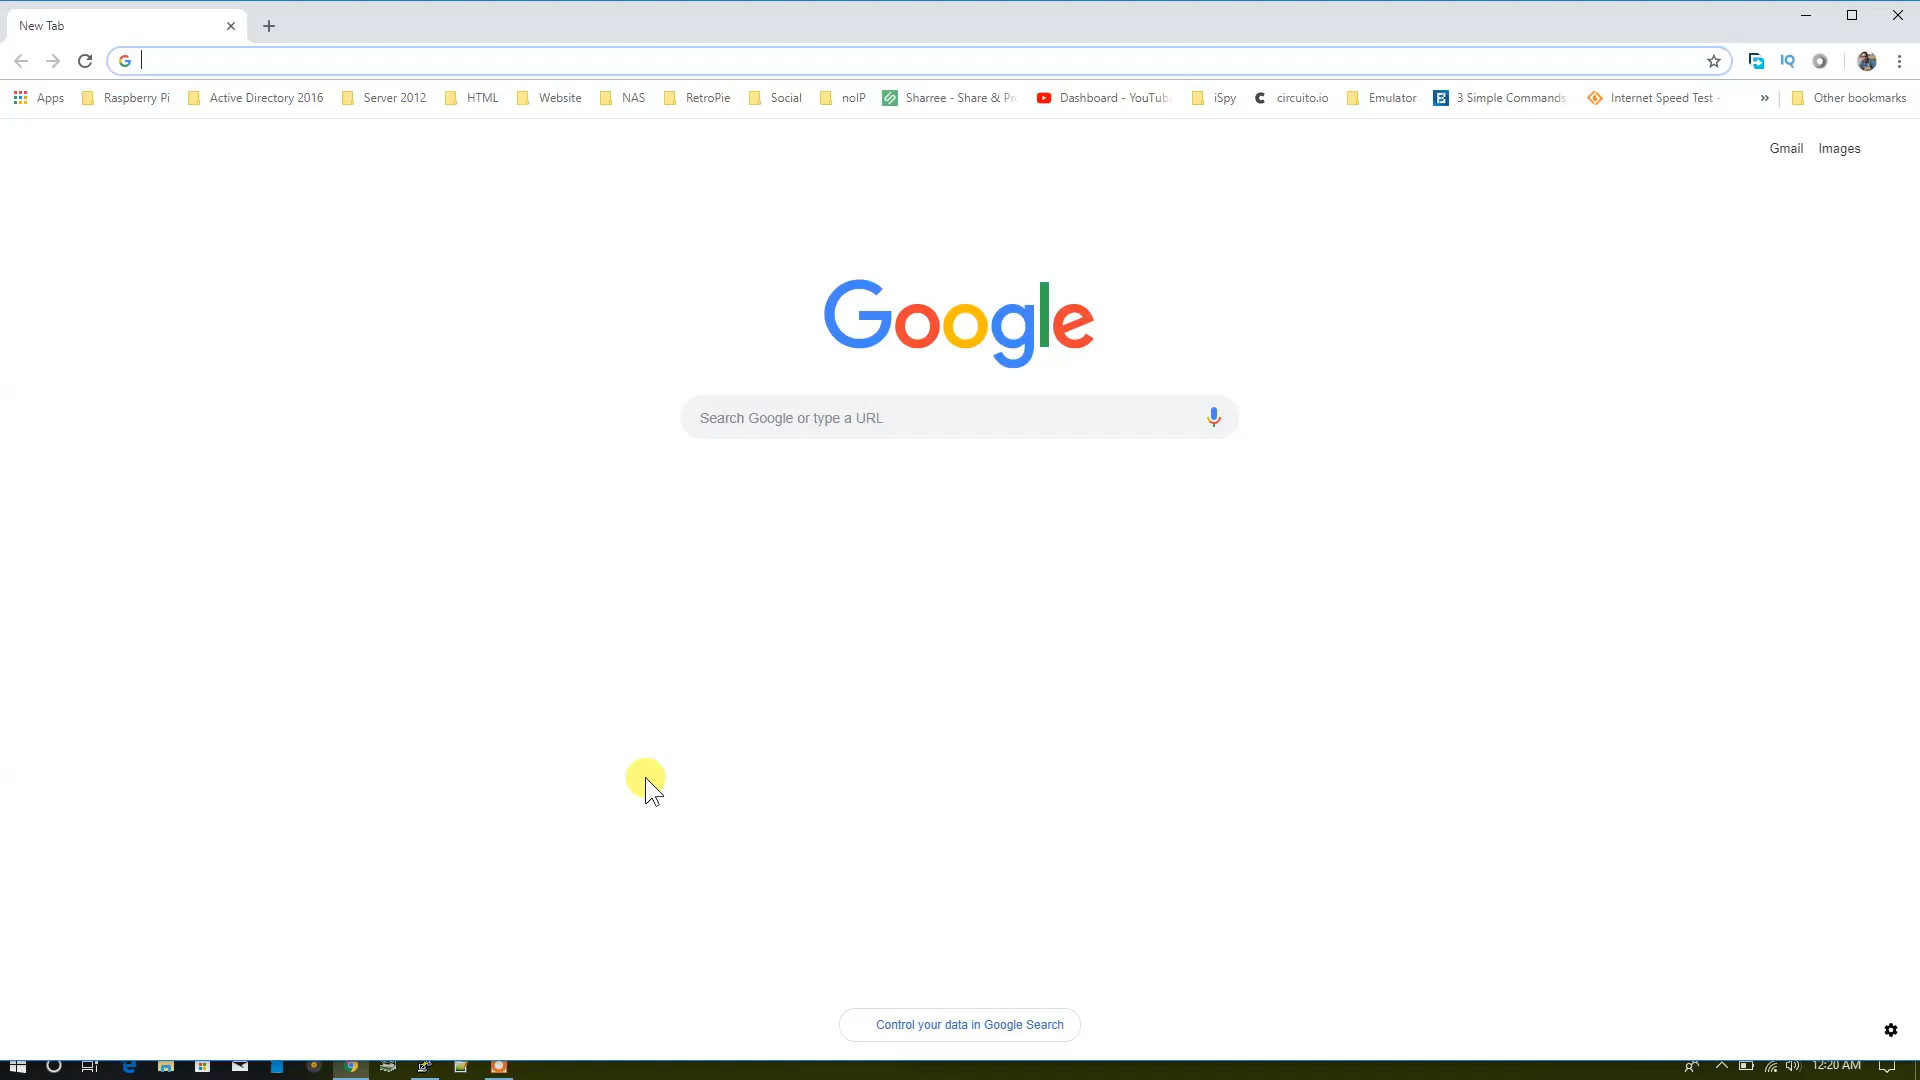 New Tab
Apps Raspberry Pi Active Directory 2016 Server 2012 HTML Website NAS RetroPie Social noIP Sharree - Share & Pr Dashboard - YouTub iSpy circuito.io Emulator 3 Simple Commands Internet Speed Test - » Other bookmarks
Gmail Images
Google
Search Google or type a URL
Control your data in Google Search
12:20 AM